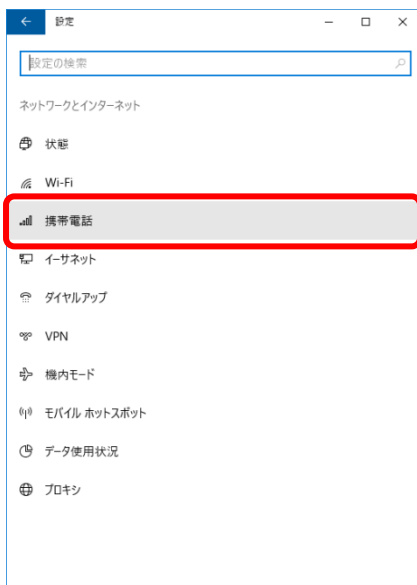 設定
設定の検索
ネットワークとインターネット
状態
Wi-Fi
携帯電話
イーサネット
ダイヤルアップ
VPN
機内モード
モバイル ホットスポット
データ使用状況
プロキシ